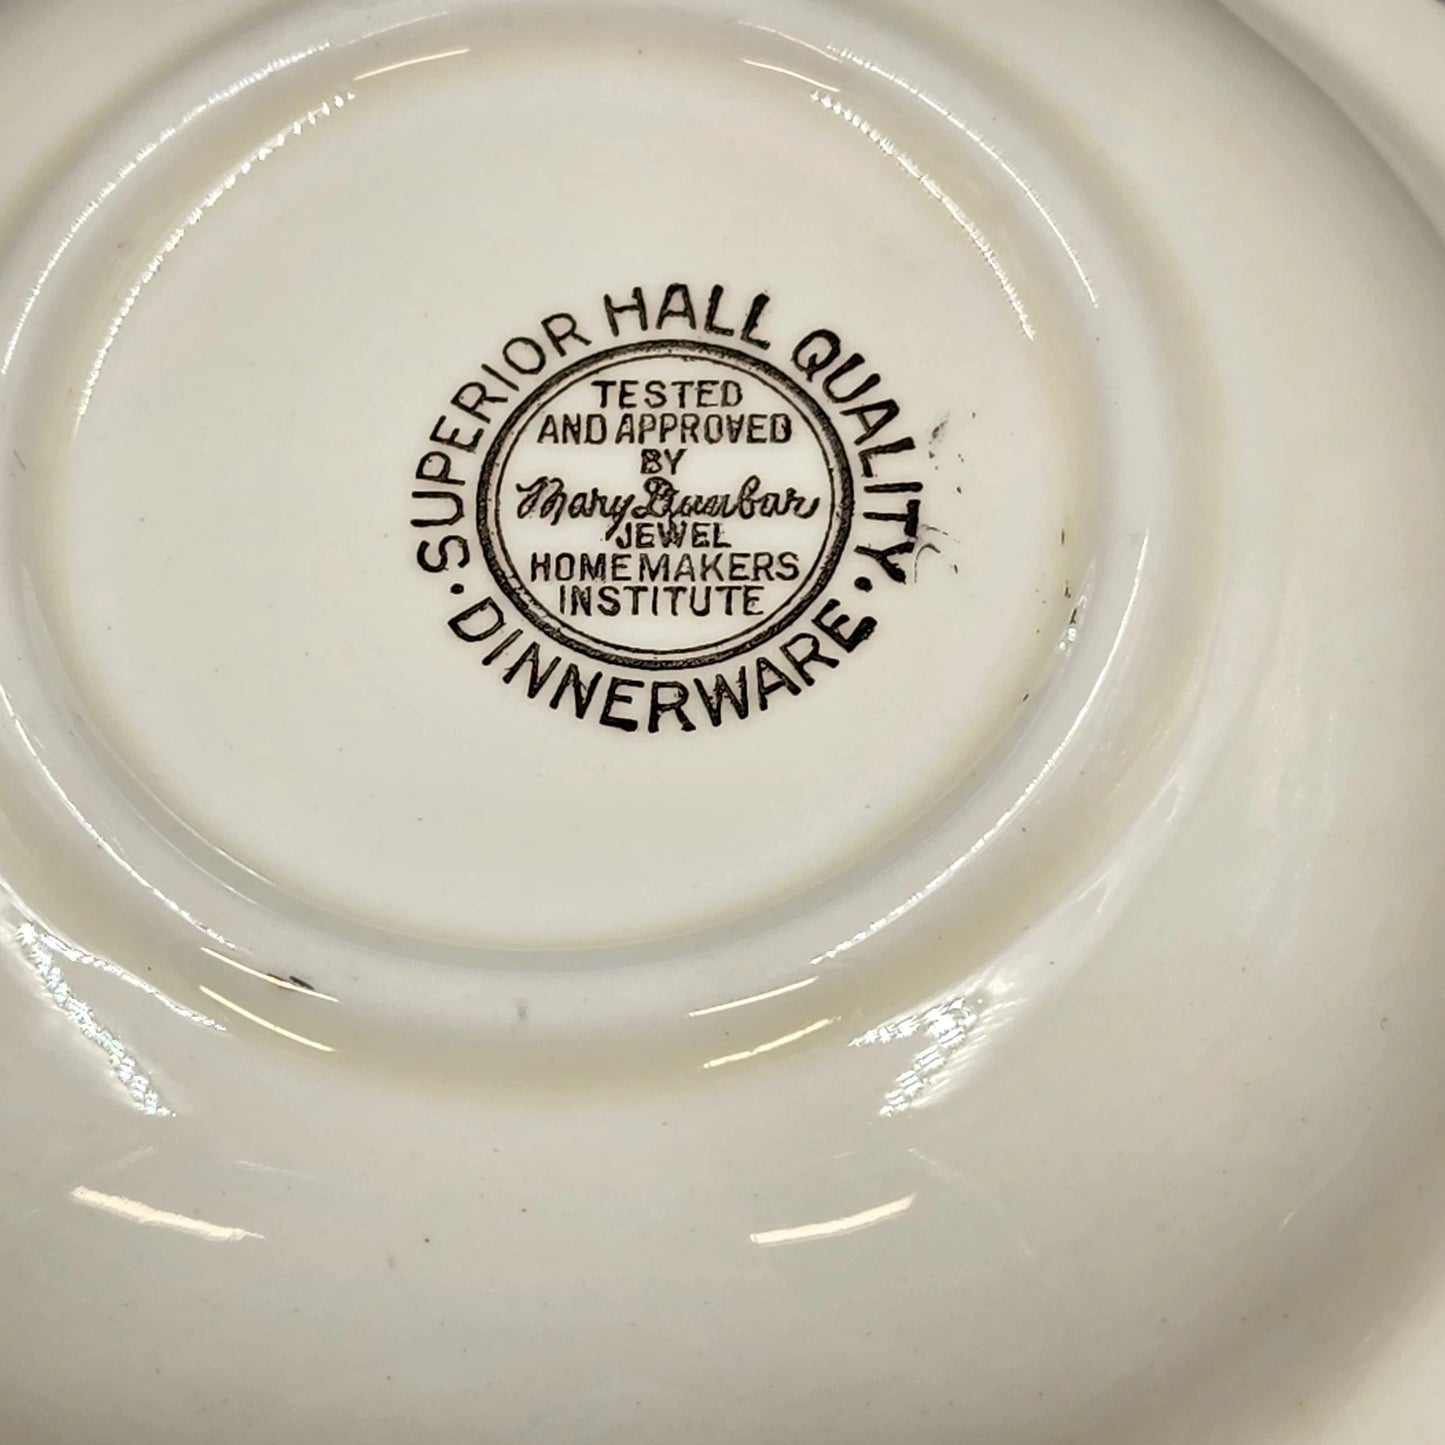 SUPERIOR HALL QUALITY
TESTED
AND APPROVED
BY
Mary Dunbar
JEWEL
HOMEMAKERS
INSTITUTE
· DINNERWARE ·